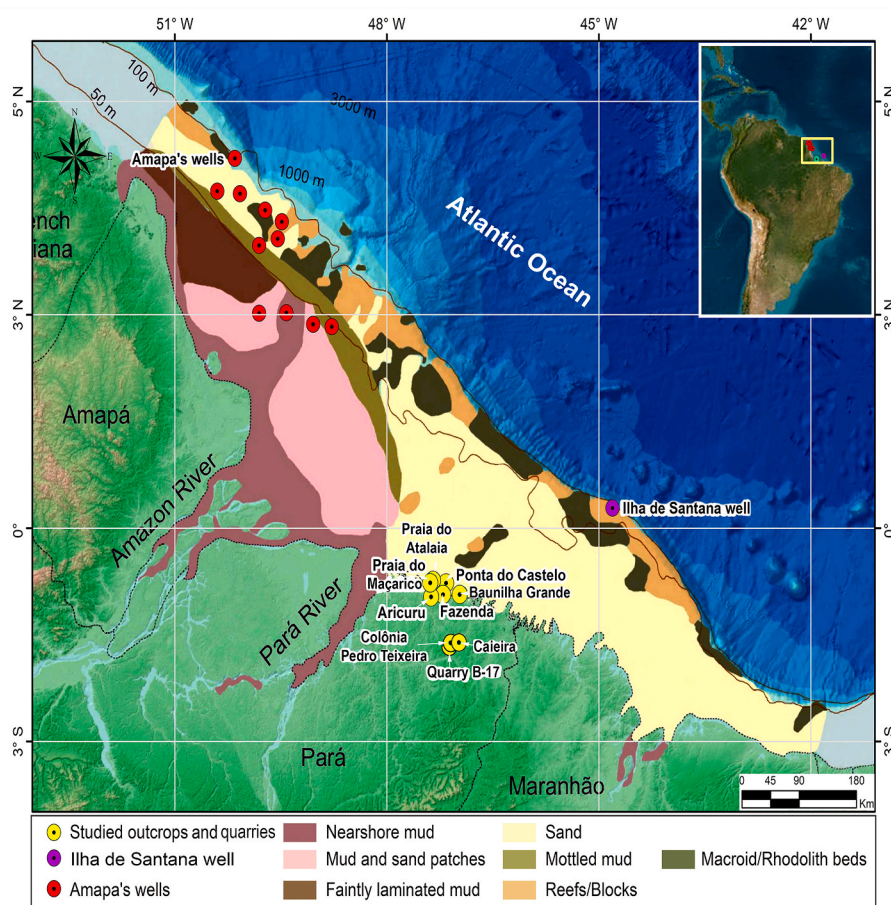 51° W
48° W
45° W
42° W
5° N
5° N
100 m
50 m
3000 m
1000 m
N
W
E
S
Amapa's wells
ench
iana
Atlantic Ocean
3° N
3° N
Amapá
Amazon River
Ilha de Santana well
0°
0°
Praia do
Atalaia
Praia do
Maçaricó
Ponta do Castelo
Baunilha Grande
Aricuru
Fazenda
Pará River
Colônia
Caieira
Pedro Teixeira
Quarry B-17
3° S
3° S
Pará
Maranhão
0 45 90 180
Km
Studied outcrops and quarries
Nearshore mud
Sand
Ilha de Santana well
Mud and sand patches
Mottled mud
Macroid/Rhodolith beds
Amapa's wells
Faintly laminated mud
Reefs/Blocks